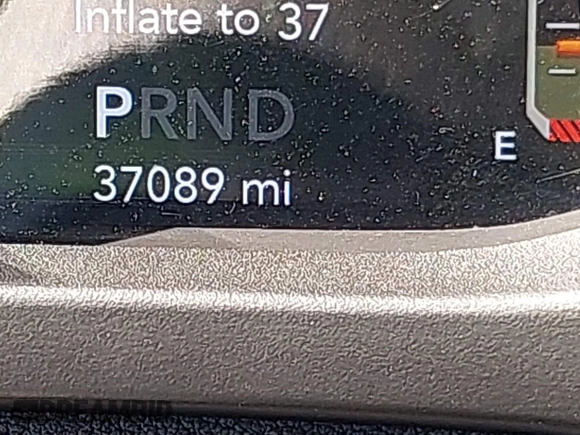 Inflate to 37
PRND
E
37089 mi